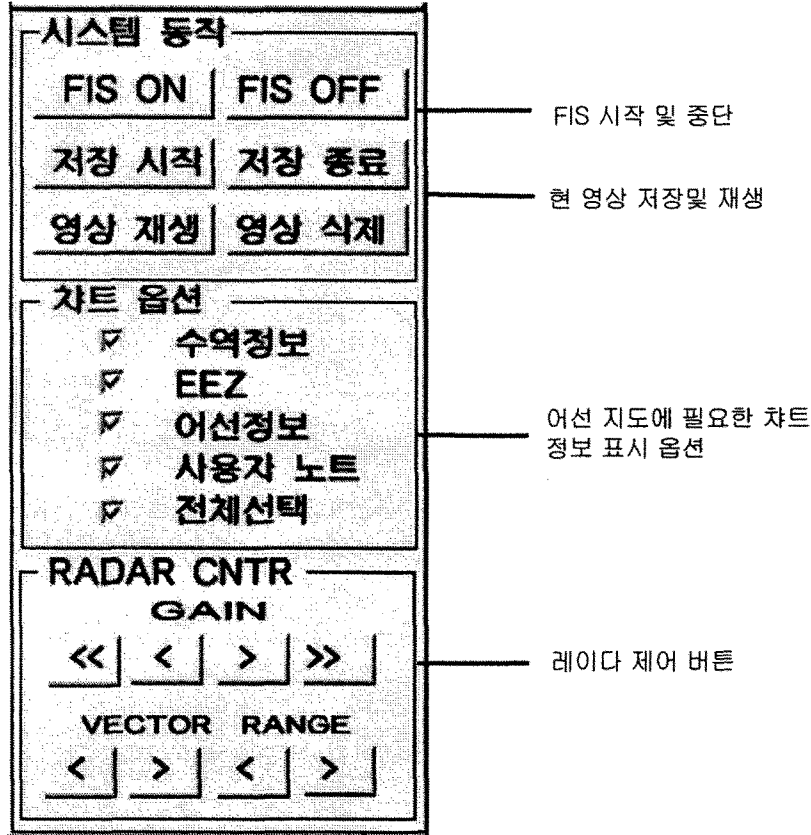 시스템 동작
FIS ON FIS OFF
저장 시작 저장 종료
영상 재생 영상 삭제
FIS 시작 및 중단
현 영상 저장및 재생
챠트 옵션
수역정보
EEZ
어선정보
사용자 노트
전체선택
어선 지도에 필요한 챠트
정보 표시 옵션
RADAR CNTR
GAIN
<< < > >>
VECTOR RANGE
< > < >
레이다 제어 버튼